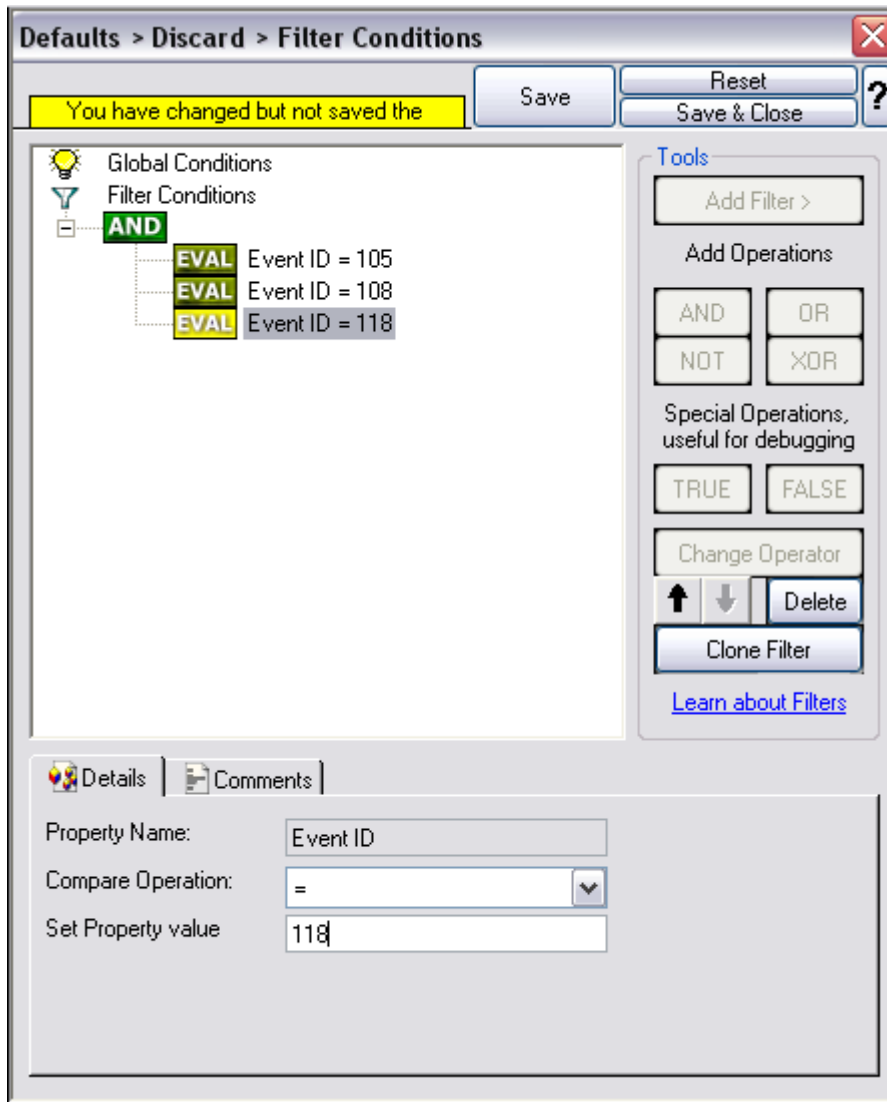 Defaults > Discard > Filter Conditions
You have changed but not saved the
Save
Reset
Save & Close
?
Global Conditions
Filter Conditions
AND
EVAL Event ID = 105
EVAL Event ID = 108
EVAL Event ID = 118
Tools
Add Filter >
Add Operations
AND OR
NOT XOR
Special Operations,
useful for debugging
TRUE FALSE
Change Operator
Delete
Clone Filter
Learn about Filters
Details Comments
Property Name: Event ID
Compare Operation: =
Set Property value 118